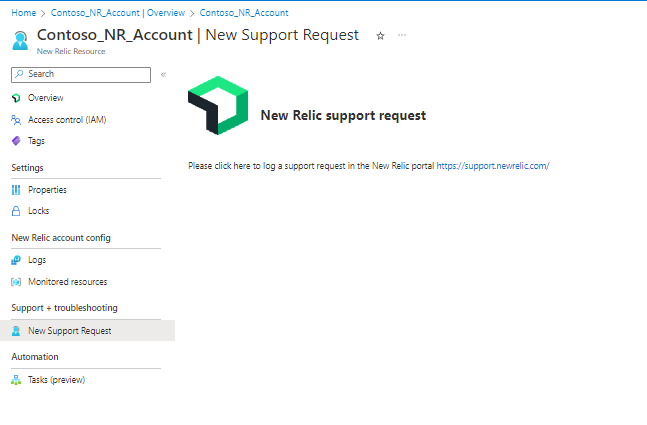 Home > Contoso_NR_Account | Overview > Contoso_NR_Account
Contoso_NR_Account | New Support Request
New Relic Resource
Search
Overview
Access control (IAM)
Tags
Settings
Properties
Locks
New Relic account config
Logs
Monitored resources
Support + troubleshooting
New Support Request
Automation
Tasks (preview)
New Relic support request
Please click here to log a support request in the New Relic portal https://support.newrelic.com/